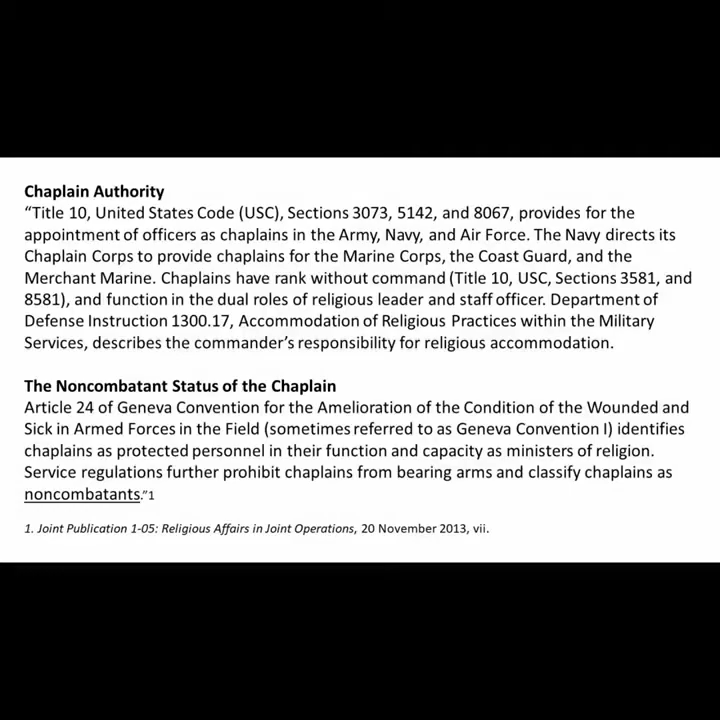 Chaplain Authority
“Title 10, United States Code (USC), Sections 3073, 5142, and 8067, provides for the
appointment of officers as chaplains in the Army, Navy, and Air Force. The Navy directs its
Chaplain Corps to provide chaplains for the Marine Corps, the Coast Guard, and the
Merchant Marine. Chaplains have rank without command (Title 10, USC, Sections 3581, and
8581), and function in the dual roles of religious leader and staff officer. Department of
Defense Instruction 1300.17, Accommodation of Religious Practices within the Military
Services, describes the commander’s responsibility for religious accommodation.
The Noncombatant Status of the Chaplain
Article 24 of Geneva Convention for the Amelioration of the Condition of the Wounded and
Sick in Armed Forces in the Field (sometimes referred to as Geneva Convention I) identifies
chaplains as protected personnel in their function and capacity as ministers of religion.
Service regulations further prohibit chaplains from bearing arms and classify chaplains as
noncombatants.”1
1. Joint Publication 1-05: Religious Affairs in Joint Operations, 20 November 2013, vii.